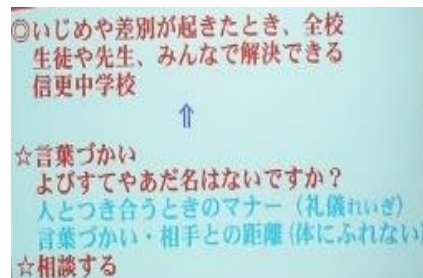 ◎いじめや差別が起きたとき、全校
生徒や先生、みんなで解決できる
信更中学校
⇑
☆言葉づかい
よびすてやあだ名はないですか？
人とつき合うときのマナー（礼儀れいぎ）
言葉づかい・相手との距離(体にふれない)
☆相談する